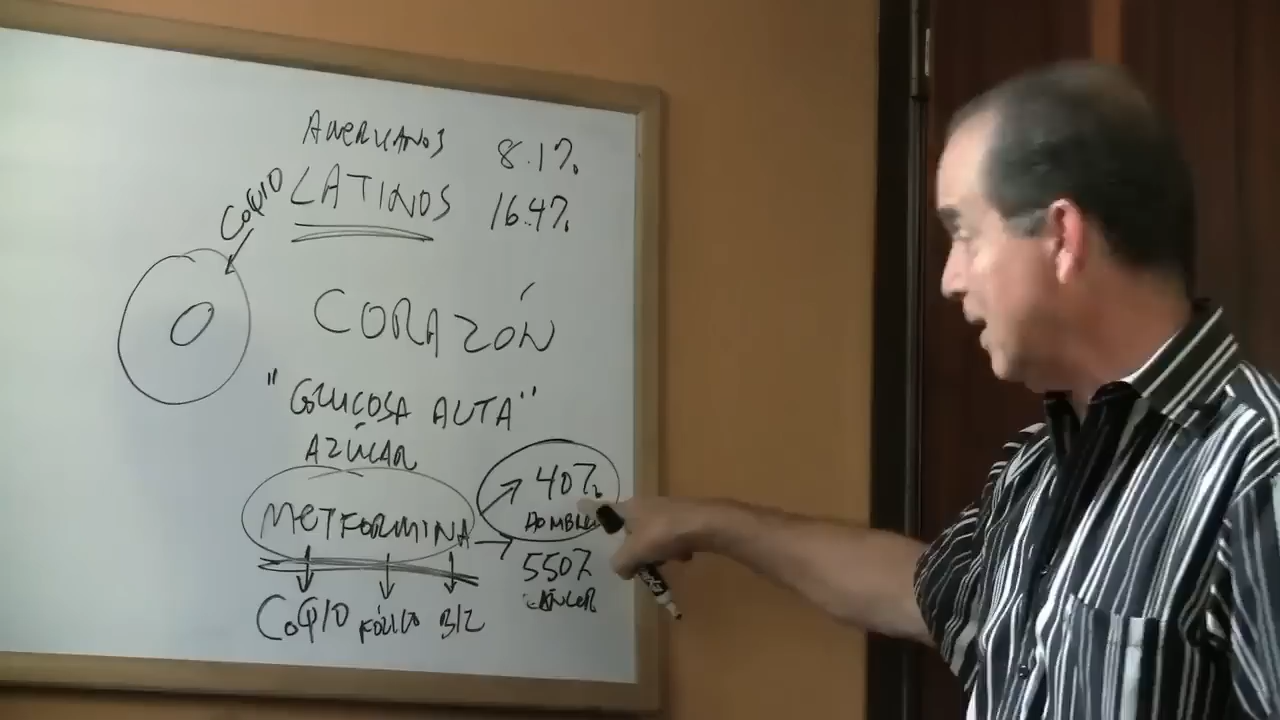 AMERICANOS 8.1%
LATINOS 16.4%
CoQ10
CORAZÓN
"GLUCOSA ALTA"
AZÚCAR
METFORMINA
40%
HOMBRES
550%
CÁNCER
CoQ10 FÓLICO B12